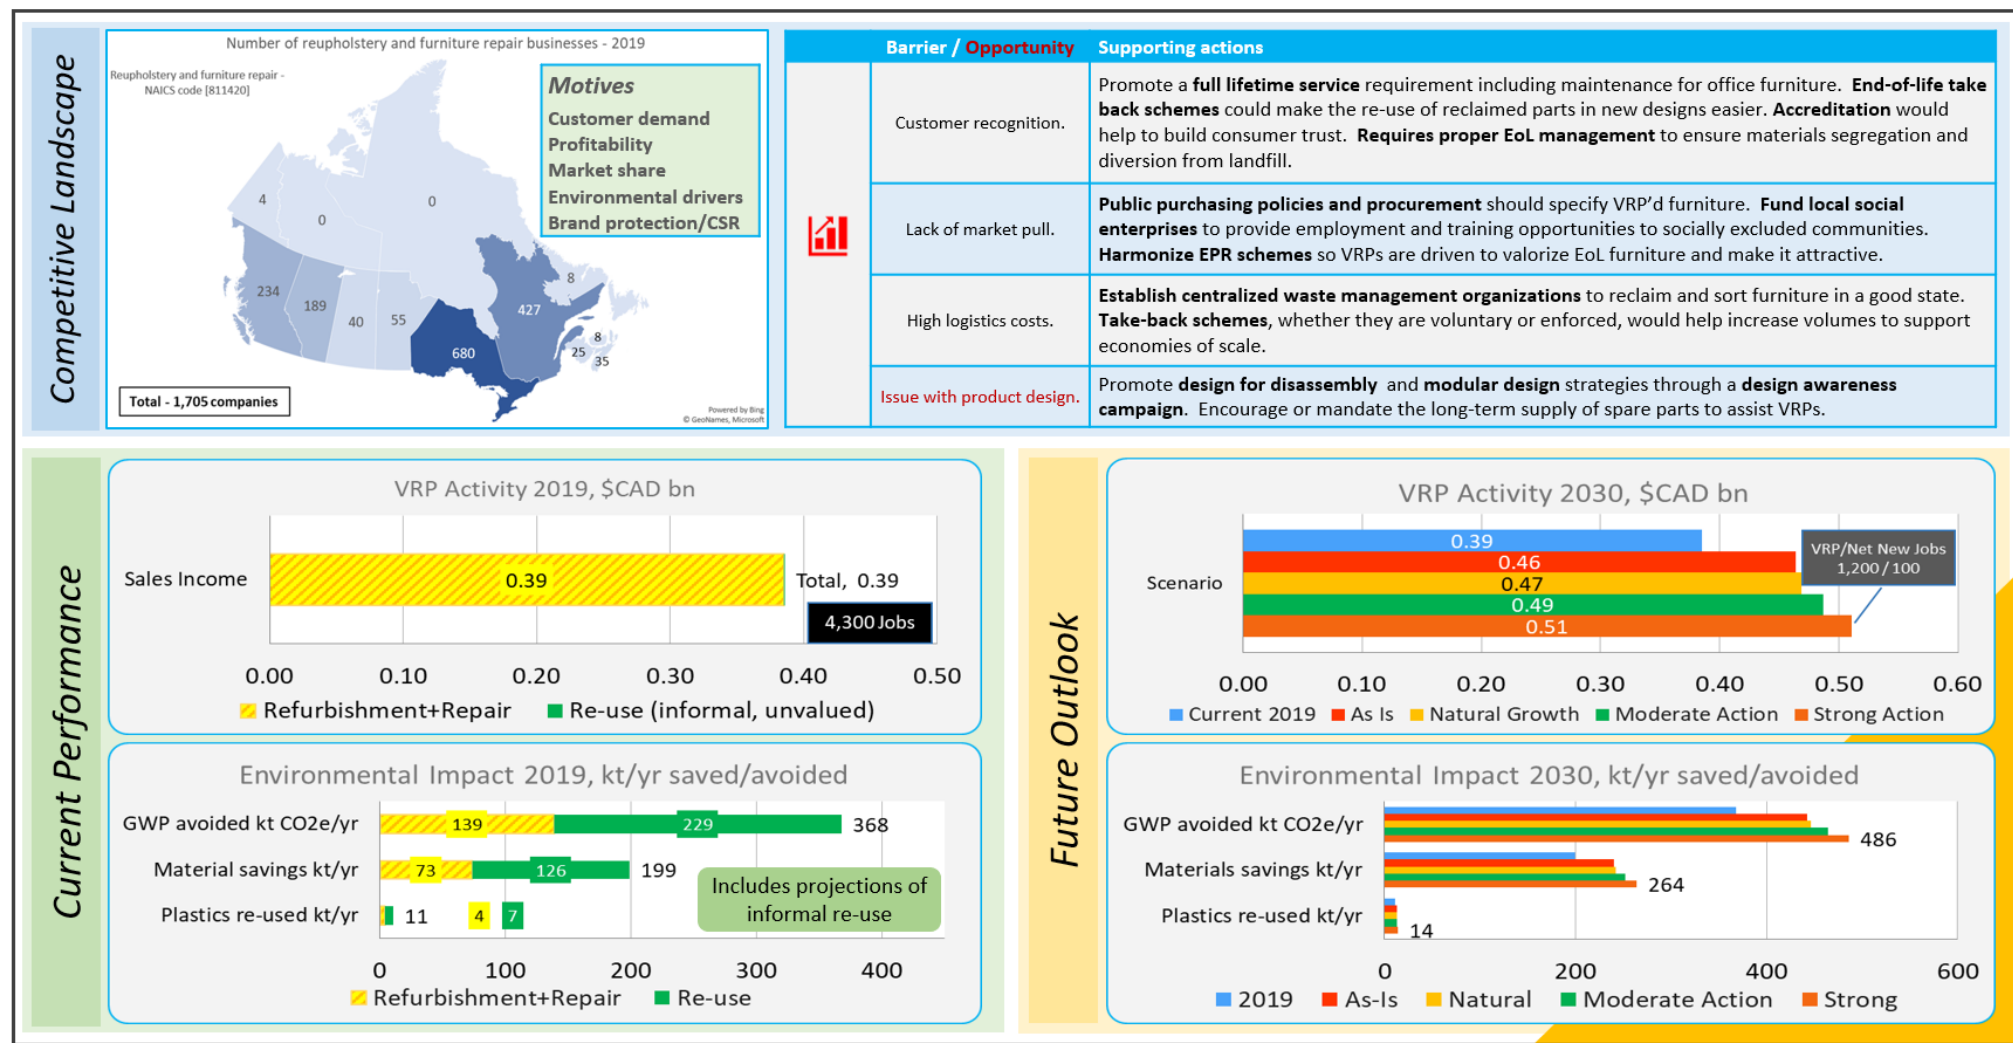 Competitive Landscape
Number of reupholstery and furniture repair businesses - 2019
Reupholstery and furniture repair -
NAICS code [811420]
Motives
Customer demand
Profitability
Market share
Environmental drivers
Brand protection/CSR
4
0
0
234
189
40
55
680
427
8
8
25
35
Total - 1,705 companies
Powered by Bing
© GeoNames, Microsoft
Barrier / Opportunity Supporting actions
Customer recognition.
Promote a full lifetime service requirement including maintenance for office furniture. End-of-life take
back schemes could make the re-use of reclaimed parts in new designs easier. Accreditation would
help to build consumer trust. Requires proper EoL management to ensure materials segregation and
diversion from landfill.
Lack of market pull.
Public purchasing policies and procurement should specify VRP’d furniture. Fund local social
enterprises to provide employment and training opportunities to socially excluded communities.
Harmonize EPR schemes so VRPs are driven to valorize EoL furniture and make it attractive.
High logistics costs.
Establish centralized waste management organizations to reclaim and sort furniture in a good state.
Take-back schemes, whether they are voluntary or enforced, would help increase volumes to support
economies of scale.
Issue with product design.
Promote design for disassembly and modular design strategies through a design awareness
campaign. Encourage or mandate the long-term supply of spare parts to assist VRPs.
Current Performance
VRP Activity 2019, $CAD bn
Sales Income
0.39
Total, 0.39
4,300 Jobs
0.00 0.10 0.20 0.30 0.40 0.50
Refurbishment+Repair Re-use (informal, unvalued)
Environmental Impact 2019, kt/yr saved/avoided
GWP avoided kt CO2e/yr
139 229 368
Material savings kt/yr
73 126 199
Plastics re-used kt/yr
11 4 7
Includes projections of
informal re-use
0 100 200 300 400
Refurbishment+Repair Re-use
Future Outlook
VRP Activity 2030, $CAD bn
Scenario
0.39
0.46
0.47
0.49
0.51
VRP/Net New Jobs
1,200 / 100
0.00 0.10 0.20 0.30 0.40 0.50 0.60
Current 2019 As Is Natural Growth Moderate Action Strong Action
Environmental Impact 2030, kt/yr saved/avoided
GWP avoided kt CO2e/yr
486
Materials savings kt/yr
264
Plastics re-used kt/yr
14
0 200 400 600
2019 As-Is Natural Moderate Action Strong